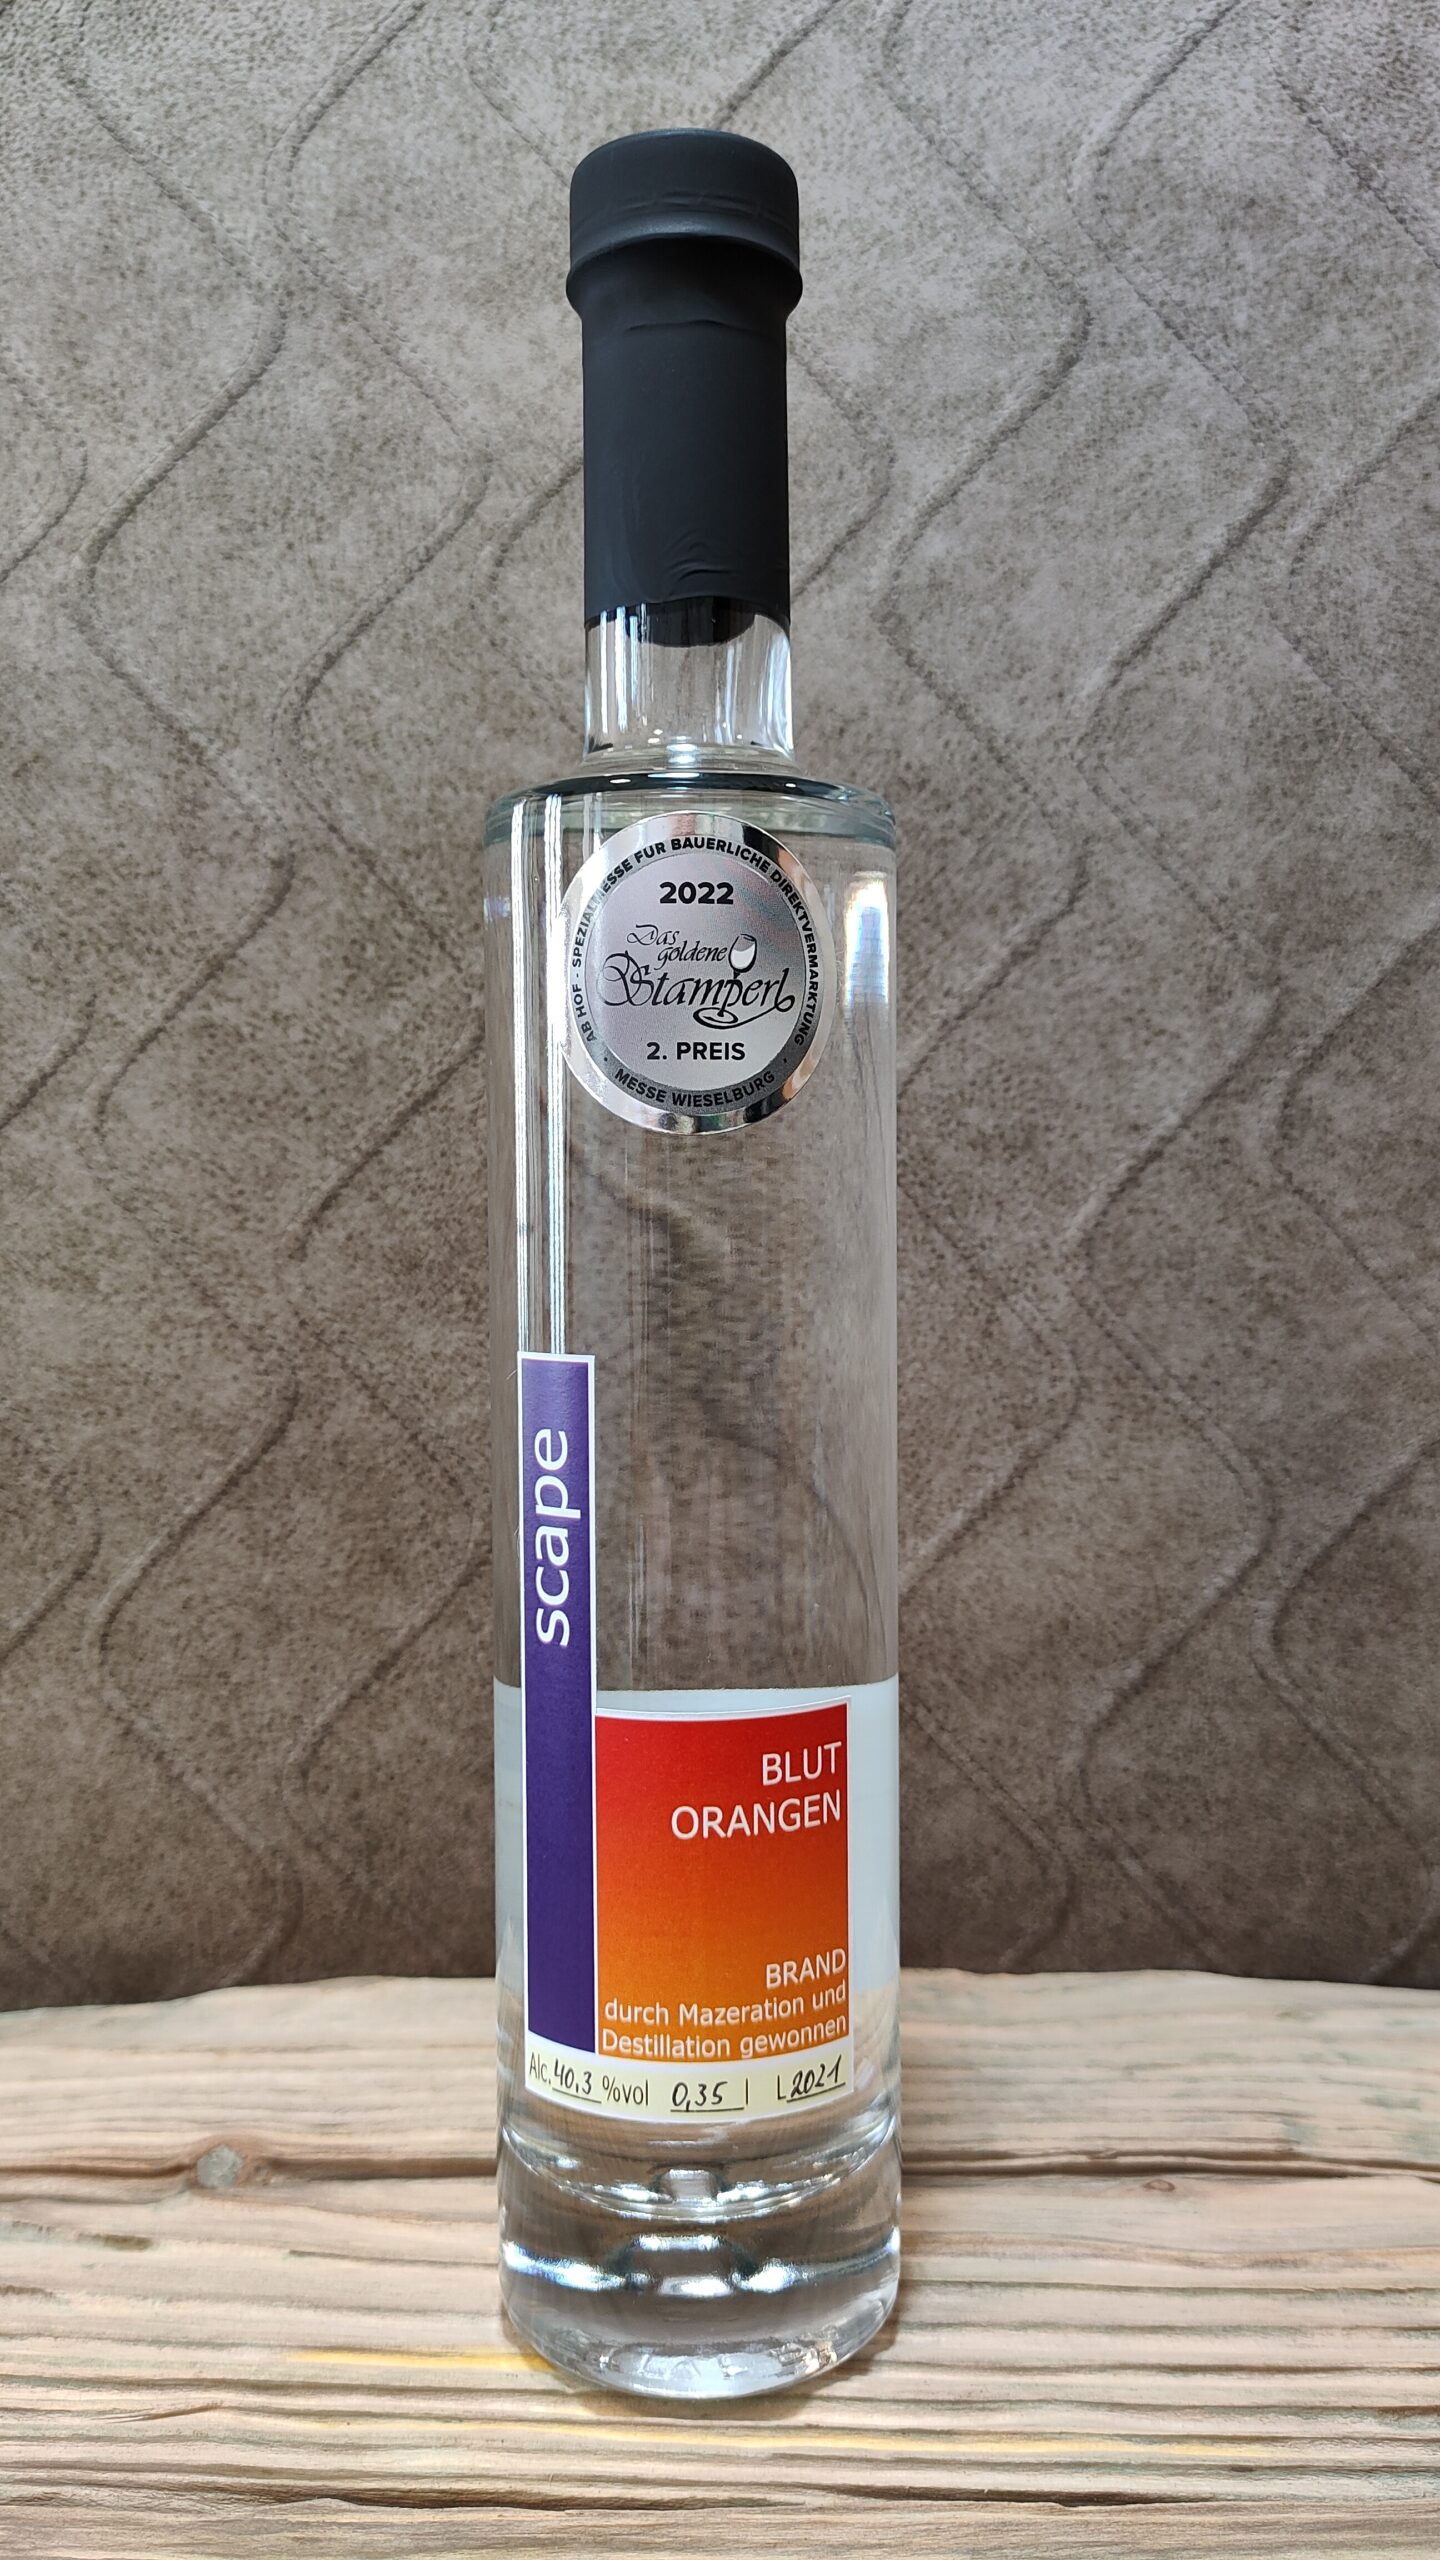 AB HOF - SPEZIALMESSE FÜR BÄUERLICHE DIREKTVERMARKTUNG
2022
Das
goldene
Stamperl
2. PREIS
· MESSE WIESELBURG ·
scape
BLUT
ORANGEN
BRAND
durch Mazeration und
Destillation gewonnen
Alc. 40,3 %vol 0,35 l L 2021